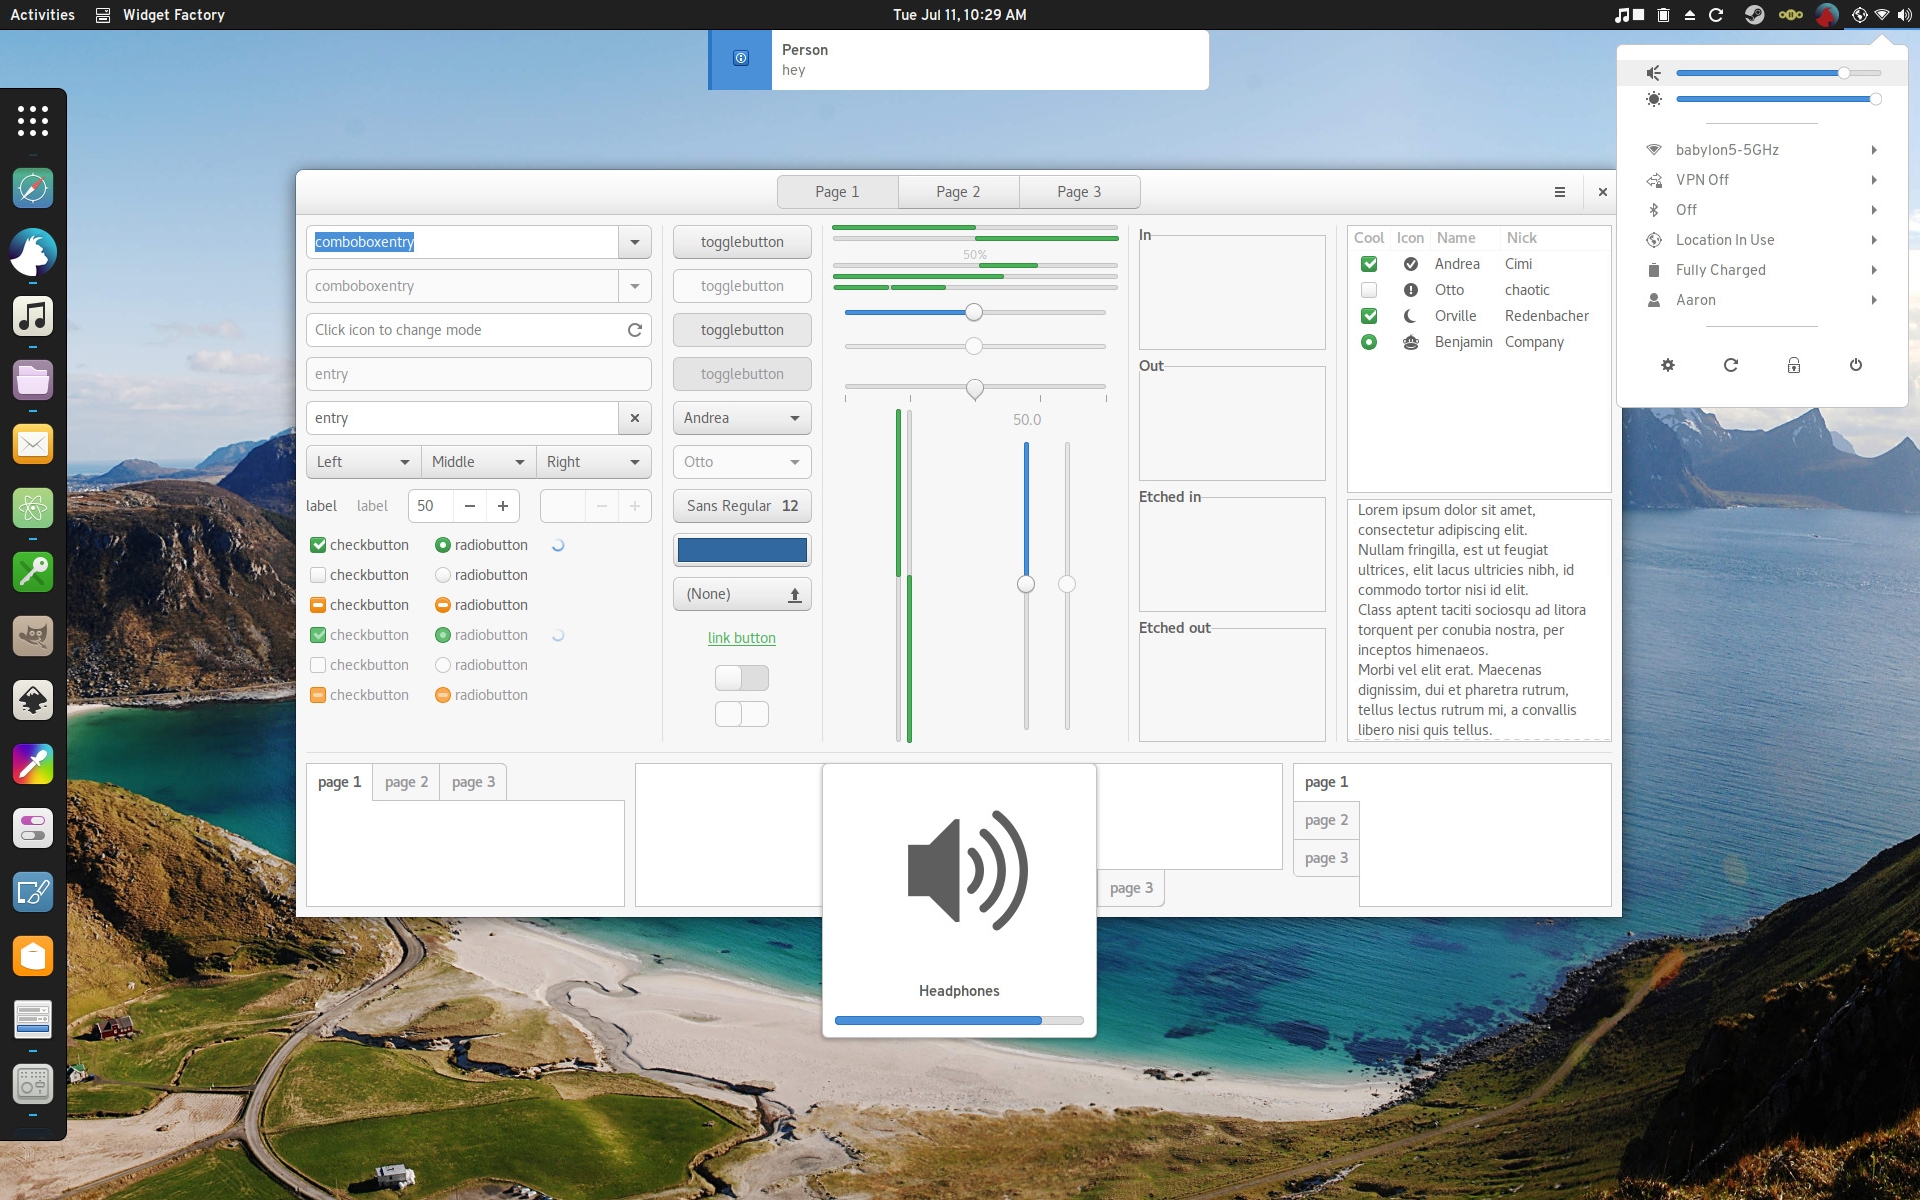 Activities
Widget Factory
Tue Jul 11, 10:29 AM
Person
hey
babylon5-5GHz
VPN Off
Off
Location In Use
Fully Charged
Aaron
Page 1 Page 2 Page 3
comboboxentry
comboboxentry
Click icon to change mode
entry
entry
Left Middle Right
label label 50
checkbutton radiobutton
checkbutton radiobutton
checkbutton radiobutton
checkbutton radiobutton
checkbutton radiobutton
checkbutton radiobutton
togglebutton
togglebutton
togglebutton
togglebutton
Andrea
Otto
Sans Regular 12
(None)
link button
50%
50.0
In
Out
Etched in
Etched out
Cool Icon Name Nick
Andrea Cimi
Otto chaotic
Orville Redenbacher
Benjamin Company
Lorem ipsum dolor sit amet,
consectetur adipiscing elit.
Nullam fringilla, est ut feugiat
ultrices, elit lacus ultricies nibh, id
commodo tortor nisi id elit.
Class aptent taciti sociosqu ad litora
torquent per conubia nostra, per
inceptos himenaeos.
Morbi vel elit erat. Maecenas
dignissim, dui et pharetra rutrum,
tellus lectus rutrum mi, a convallis
libero nisi quis tellus.
page 1 page 2 page 3
page 3
page 1
page 2
page 3
Headphones